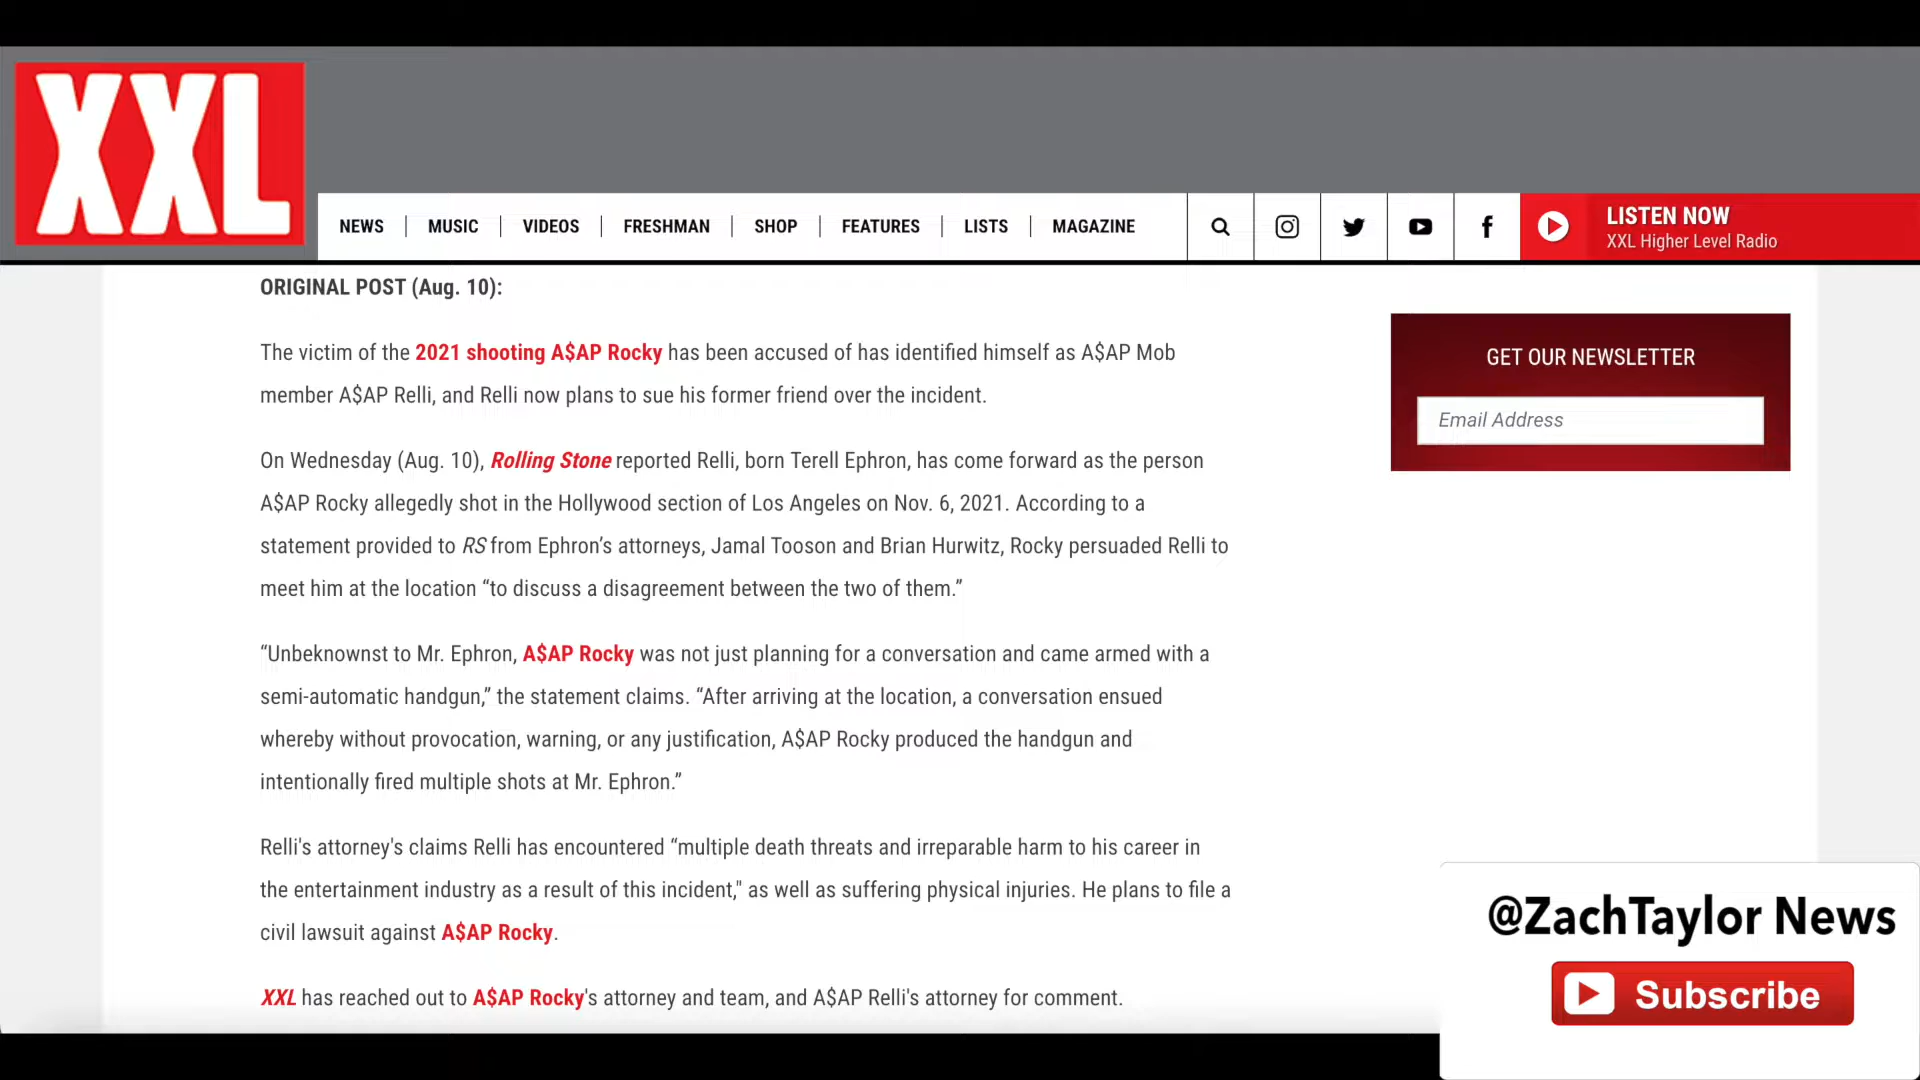 XXL
NEWS
MUSIC
VIDEOS
FRESHMAN
SHOP
FEATURES
LISTS
MAGAZINE
LISTEN NOW
XXL Higher Level Radio
ORIGINAL POST (Aug. 10):
The victim of the 2021 shooting A$AP Rocky has been accused of has identified himself as A$AP Mob
member A$AP Relli, and Relli now plans to sue his former friend over the incident.
On Wednesday (Aug. 10), Rolling Stone reported Relli, born Terell Ephron, has come forward as the person
A$AP Rocky allegedly shot in the Hollywood section of Los Angeles on Nov. 6, 2021. According to a
statement provided to RS from Ephron’s attorneys, Jamal Tooson and Brian Hurwitz, Rocky persuaded Relli to
meet him at the location “to discuss a disagreement between the two of them.”
“Unbeknownst to Mr. Ephron, A$AP Rocky was not just planning for a conversation and came armed with a
semi-automatic handgun,” the statement claims. “After arriving at the location, a conversation ensued
whereby without provocation, warning, or any justification, A$AP Rocky produced the handgun and
intentionally fired multiple shots at Mr. Ephron.”
Relli's attorney's claims Relli has encountered “multiple death threats and irreparable harm to his career in
the entertainment industry as a result of this incident," as well as suffering physical injuries. He plans to file a
civil lawsuit against A$AP Rocky.
XXL has reached out to A$AP Rocky's attorney and team, and A$AP Relli's attorney for comment.
GET OUR NEWSLETTER
Email Address
@ZachTaylor News
Subscribe